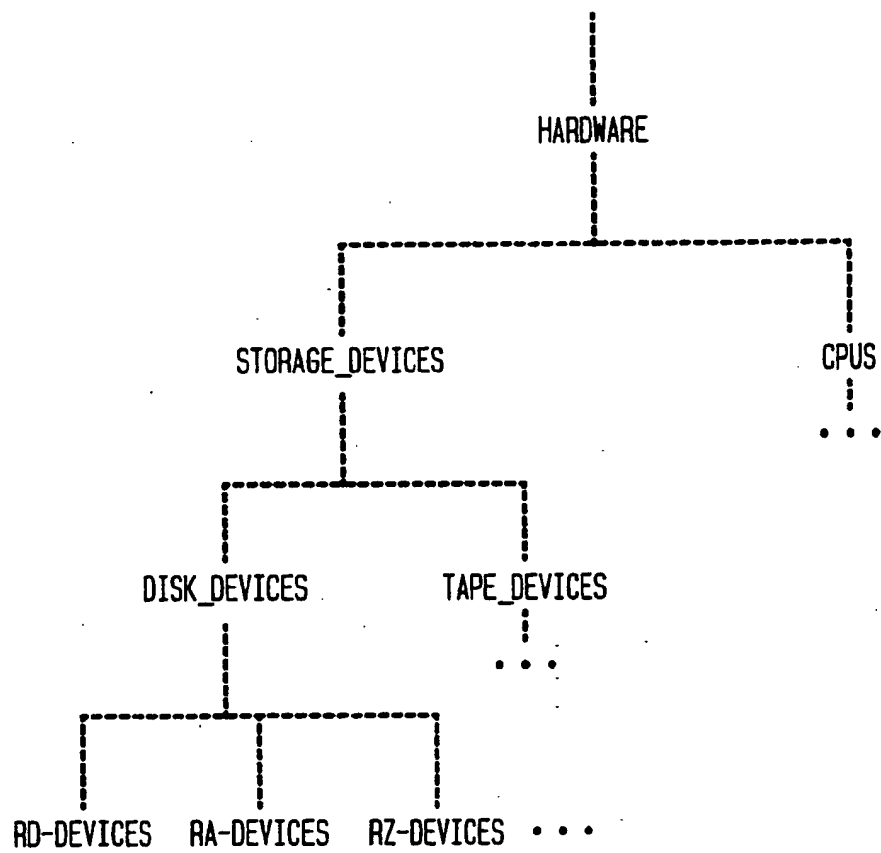 HARDWARE
STORAGE_DEVICES CPUS
• • •
DISK_DEVICES TAPE_DEVICES
• • •
RD-DEVICES RA-DEVICES RZ-DEVICES • • •